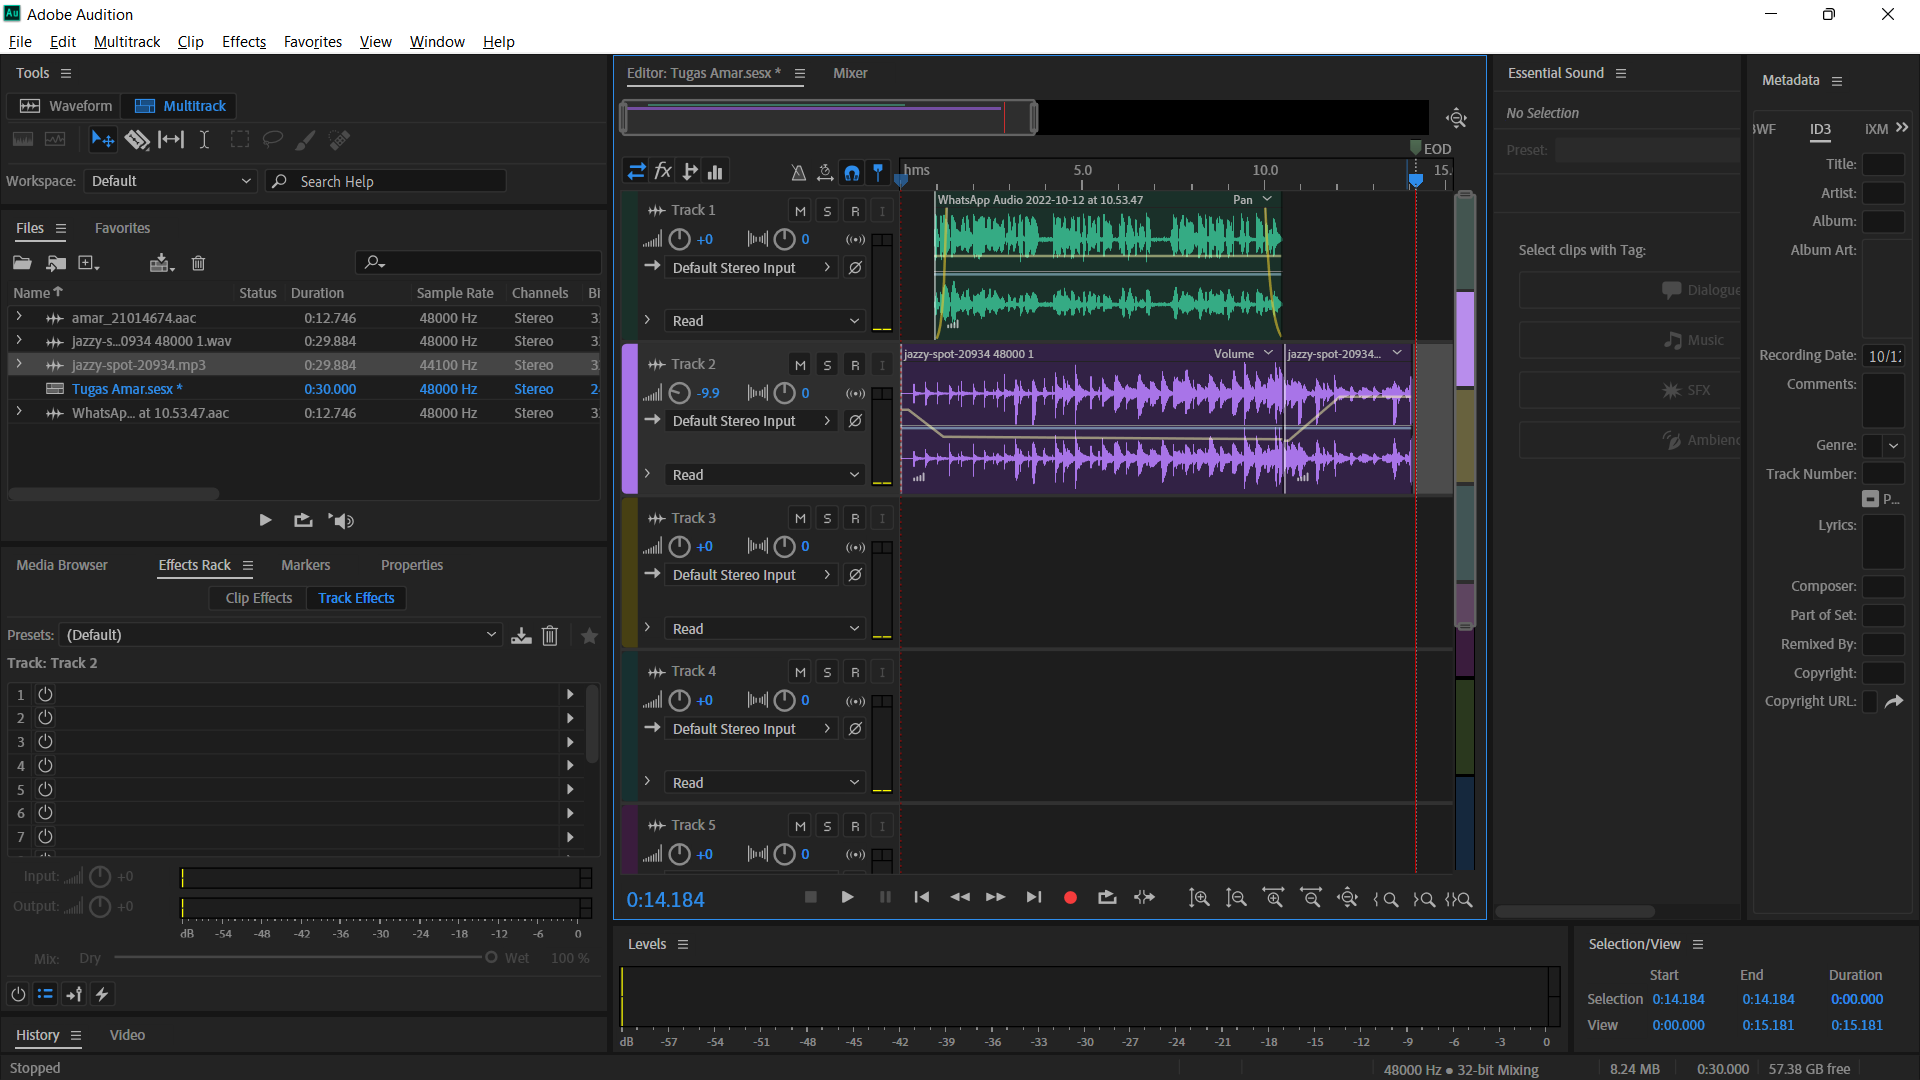 Adobe Audition
File Edit Multitrack Clip Effects Favorites View Window Help
Tools
Waveform Multitrack
Workspace: Default Search Help
Files Favorites
Name Status Duration Sample Rate Channels Bi
amar_21014674.aac 0:12.746 48000 Hz Stereo 3
jazzy-s...0934 48000 1.wav 0:29.884 48000 Hz Stereo 3
jazzy-spot-20934.mp3 0:29.884 44100 Hz Stereo 3
Tugas Amar.sesx * 0:30.000 48000 Hz Stereo 2
WhatsAp... at 10.53.47.aac 0:12.746 48000 Hz Stereo 3
Media Browser Effects Rack Markers Properties
Clip Effects Track Effects
Presets: (Default)
Track: Track 2
1
2
3
4
5
6
7
Input: +0
Output: +0
dB -54 -48 -42 -36 -30 -24 -18 -12 -6 0
Mix: Dry Wet 100 %
History Video
Stopped
Editor: Tugas Amar.sesx * Mixer
EOD
fx hms 5.0 10.0 15.
Track 1 M S R I
+0 0
Default Stereo Input
Read
WhatsApp Audio 2022-10-12 at 10.53.47 Pan
Track 2 M S R I
-9.9 0
Default Stereo Input
Read
jazzy-spot-20934 48000 1 Volume jazzy-spot-20934...
Track 3 M S R I
+0 0
Default Stereo Input
Read
Track 4 M S R I
+0 0
Default Stereo Input
Read
Track 5 M S R I
+0 0
0:14.184
Levels
dB -57 -54 -51 -48 -45 -42 -39 -36 -33 -30 -27 -24 -21 -18 -15 -12 -9 -6 -3 0
Essential Sound
No Selection
Preset:
Select clips with Tag:
Dialogue
Music
SFX
Ambienc
Metadata
ID3 IXM
Title:
Artist:
Album:
Album Art:
Recording Date: 10/1
Comments:
Genre:
Track Number:
P...
Lyrics:
Composer:
Part of Set:
Remixed By:
Copyright:
Copyright URL:
Selection/View
Start End Duration
Selection 0:14.184 0:14.184 0:00.000
View 0:00.000 0:15.181 0:15.181
48000 Hz ● 32-bit Mixing 8.24 MB 0:30.000 57.38 GB free